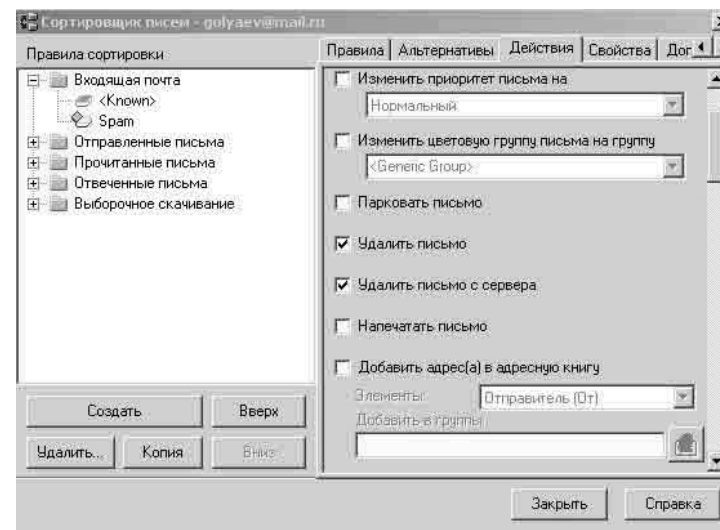 Сортировщик писем - golyaev@mail.ru
Правила сортировки
Входящая почта
<Known>
Spam
Отправленные письма
Прочитанные письма
Отвеченные письма
Выборочное скачивание
Создать
Вверх
Удалить...
Копия
Вниз
Правила Альтернативы Действия Свойства Доп
Изменить приоритет письма на
Нормальный
Изменить цветовую группу письма на группу
<Generic Group>
Парковать письмо
Удалить письмо
Удалить письмо с сервера
Напечатать письмо
Добавить адрес(а) в адресную книгу
Элементы: Отправитель (От)
Добавить в группы
Закрыть
Справка